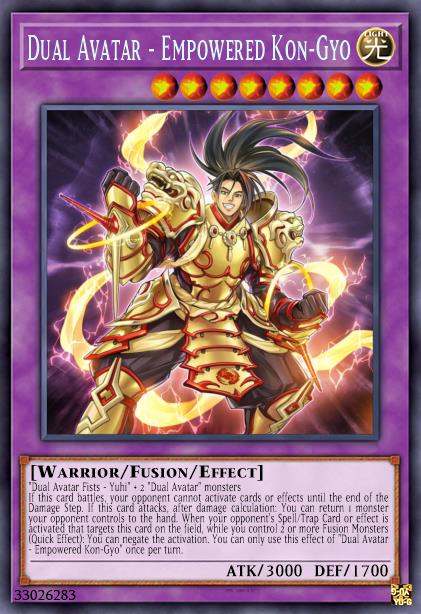 DUAL AVATAR - EMPOWERED KON-GYO
LIGHT
光
[WARRIOR/FUSION/EFFECT]
"Dual Avatar Fists - Yuhi" + 2 "Dual Avatar" monsters
If this card battles, your opponent cannot activate cards or effects until the end of the
Damage Step. If this card attacks, after damage calculation: You can return 1 monster
your opponent controls to the hand. When your opponent's Spell/Trap Card or effect is
activated that targets this card on the field, while you control 2 or more Fusion Monsters
(Quick Effect): You can negate the activation. You can only use this effect of "Dual Avatar
- Empowered Kon-Gyo" once per turn.
ATK/3000 DEF/1700
33026283